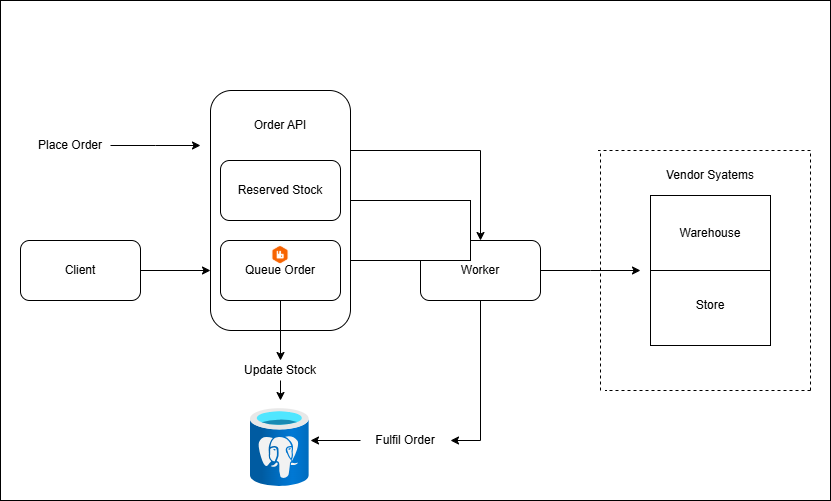 Order API
Place Order
Reserved Stock
Vendor Syatems
Warehouse
Client
Queue Order
Worker
Store
Update Stock
Fulfil Order